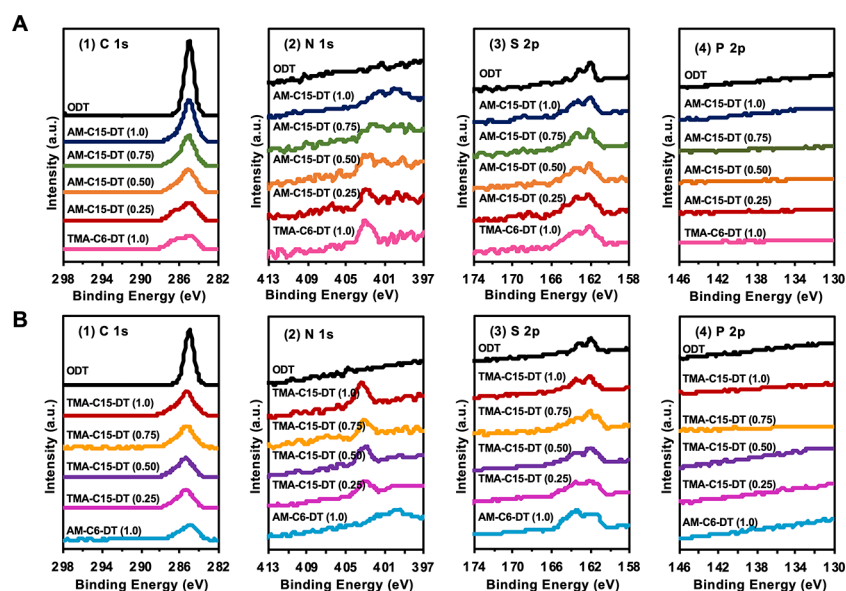 A
(1) C 1s
ODT
AM-C15-DT (1.0)
AM-C15-DT (0.75)
AM-C15-DT (0.50)
AM-C15-DT (0.25)
TMA-C6-DT (1.0)
Intensity (a.u.)
298 294 290 286 282
Binding Energy (eV)
(2) N 1s
ODT
AM-C15-DT (1.0)
AM-C15-DT (0.75)
AM-C15-DT (0.50)
AM-C15-DT (0.25)
TMA-C6-DT (1.0)
Intensity (a.u.)
413 409 405 401 397
Binding Energy (eV)
(3) S 2p
ODT
AM-C15-DT (1.0)
AM-C15-DT (0.75)
AM-C15-DT (0.50)
AM-C15-DT (0.25)
TMA-C6-DT (1.0)
Intensity (a.u.)
174 170 166 162 158
Binding Energy (eV)
(4) P 2p
ODT
AM-C15-DT (1.0)
AM-C15-DT (0.75)
AM-C15-DT (0.50)
AM-C15-DT (0.25)
TMA-C6-DT (1.0)
Intensity (a.u.)
146 142 138 134 130
Binding Energy (eV)
B
(1) C 1s
ODT
TMA-C15-DT (1.0)
TMA-C15-DT (0.75)
TMA-C15-DT (0.50)
TMA-C15-DT (0.25)
AM-C6-DT (1.0)
Intensity (a.u.)
298 294 290 286 282
Binding Energy (eV)
(2) N 1s
ODT
TMA-C15-DT (1.0)
TMA-C15-DT (0.75)
TMA-C15-DT (0.50)
TMA-C15-DT (0.25)
AM-C6-DT (1.0)
Intensity (a.u.)
413 409 405 401 397
Binding Energy (eV)
(3) S 2p
ODT
TMA-C15-DT (1.0)
TMA-C15-DT (0.75)
TMA-C15-DT (0.50)
TMA-C15-DT (0.25)
AM-C6-DT (1.0)
Intensity (a.u.)
174 170 166 162 158
Binding Energy (eV)
(4) P 2p
ODT
TMA-C15-DT (1.0)
TMA-C15-DT (0.75)
TMA-C15-DT (0.50)
TMA-C15-DT (0.25)
AM-C6-DT (1.0)
Intensity (a.u.)
146 142 138 134 130
Binding Energy (eV)